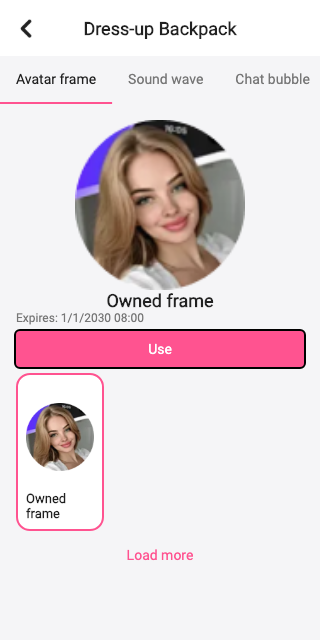 Dress-up Backpack
Avatar frame Sound wave Chat bubble
Owned frame
Expires: 1/1/2030 08:00
Use
Owned
frame
Load more